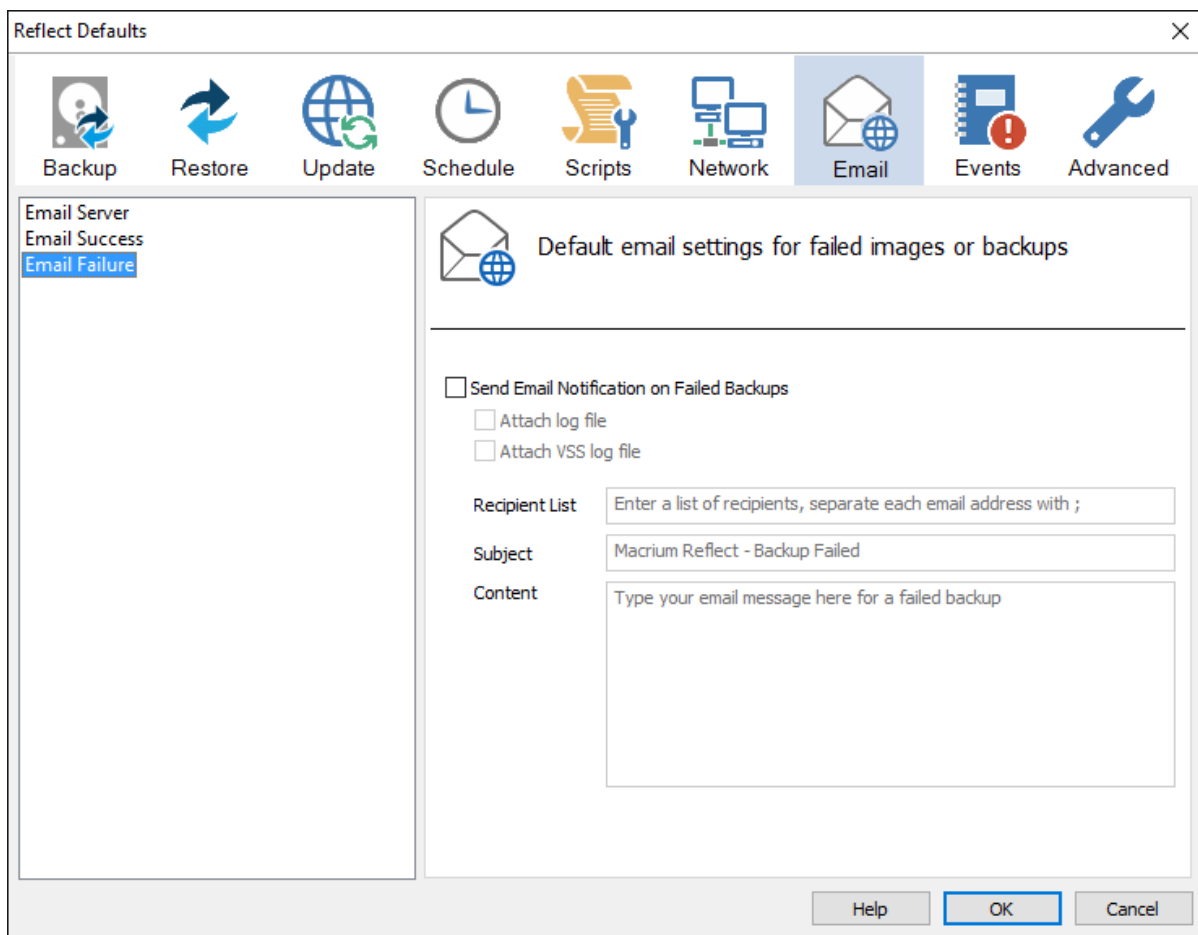 Reflect Defaults
Backup Restore Update Schedule Scripts Network Email Events Advanced
Email Server
Email Success
Email Failure
Default email settings for failed images or backups
Send Email Notification on Failed Backups
Attach log file
Attach VSS log file
Recipient List Enter a list of recipients, separate each email address with ;
Subject Macrium Reflect - Backup Failed
Content Type your email message here for a failed backup
Help OK Cancel